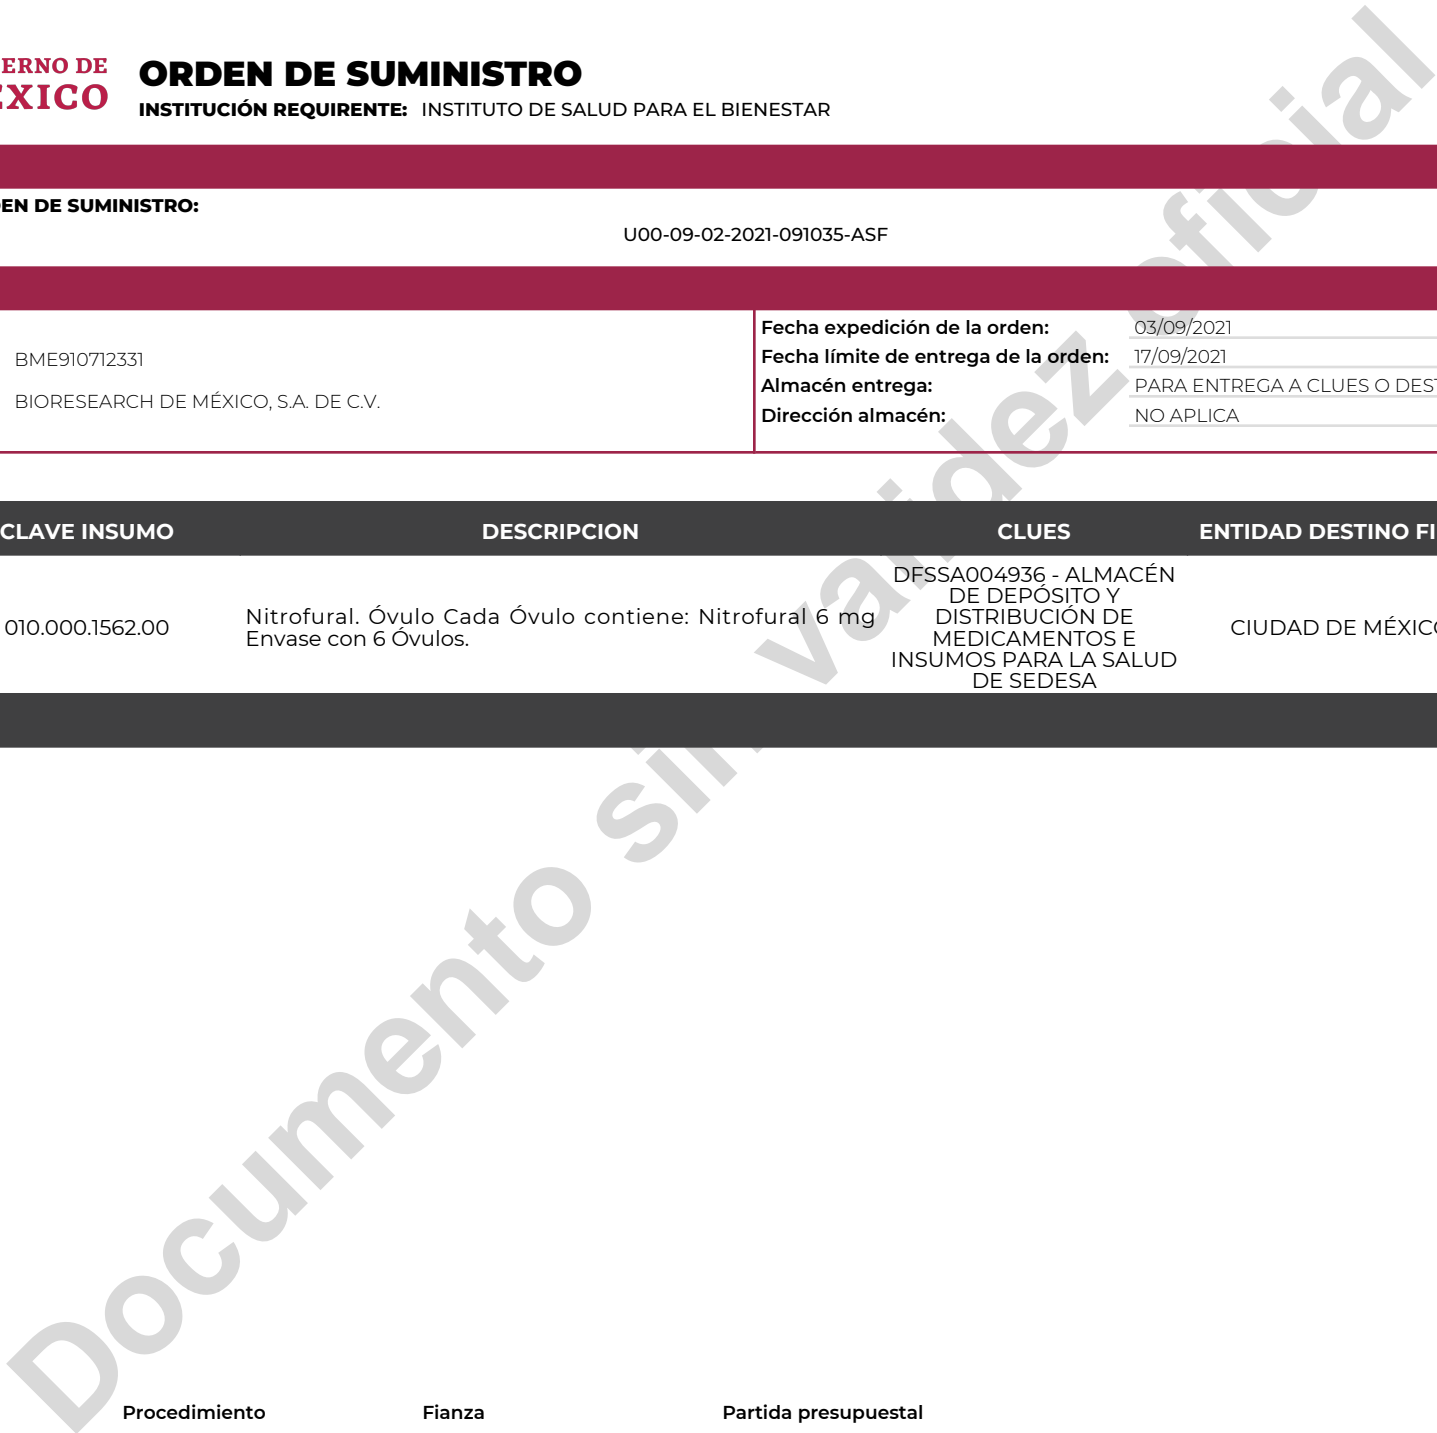 ERNO DE
EXICO
ORDEN DE SUMINISTRO
INSTITUCIÓN REQUIRENTE: INSTITUTO DE SALUD PARA EL BIENESTAR
EN DE SUMINISTRO:
U00-09-02-2021-091035-ASF
BME910712331
BIORESEARCH DE MÉXICO, S.A. DE C.V.
Fecha expedición de la orden: 03/09/2021
Fecha límite de entrega de la orden: 17/09/2021
Almacén entrega: PARA ENTREGA A CLUES O DEST
Dirección almacén: NO APLICA
CLAVE INSUMO DESCRIPCION CLUES ENTIDAD DESTINO FI
010.000.1562.00
Nitrofural. Óvulo Cada Óvulo contiene: Nitrofural 6 mg
Envase con 6 Óvulos.
DFSSA004936 - ALMACÉN
DE DEPÓSITO Y
DISTRIBUCIÓN DE
MEDICAMENTOS E
INSUMOS PARA LA SALUD
DE SEDESA
CIUDAD DE MÉXICO
Procedimiento Fianza Partida presupuestal
Documento sin validez oficial